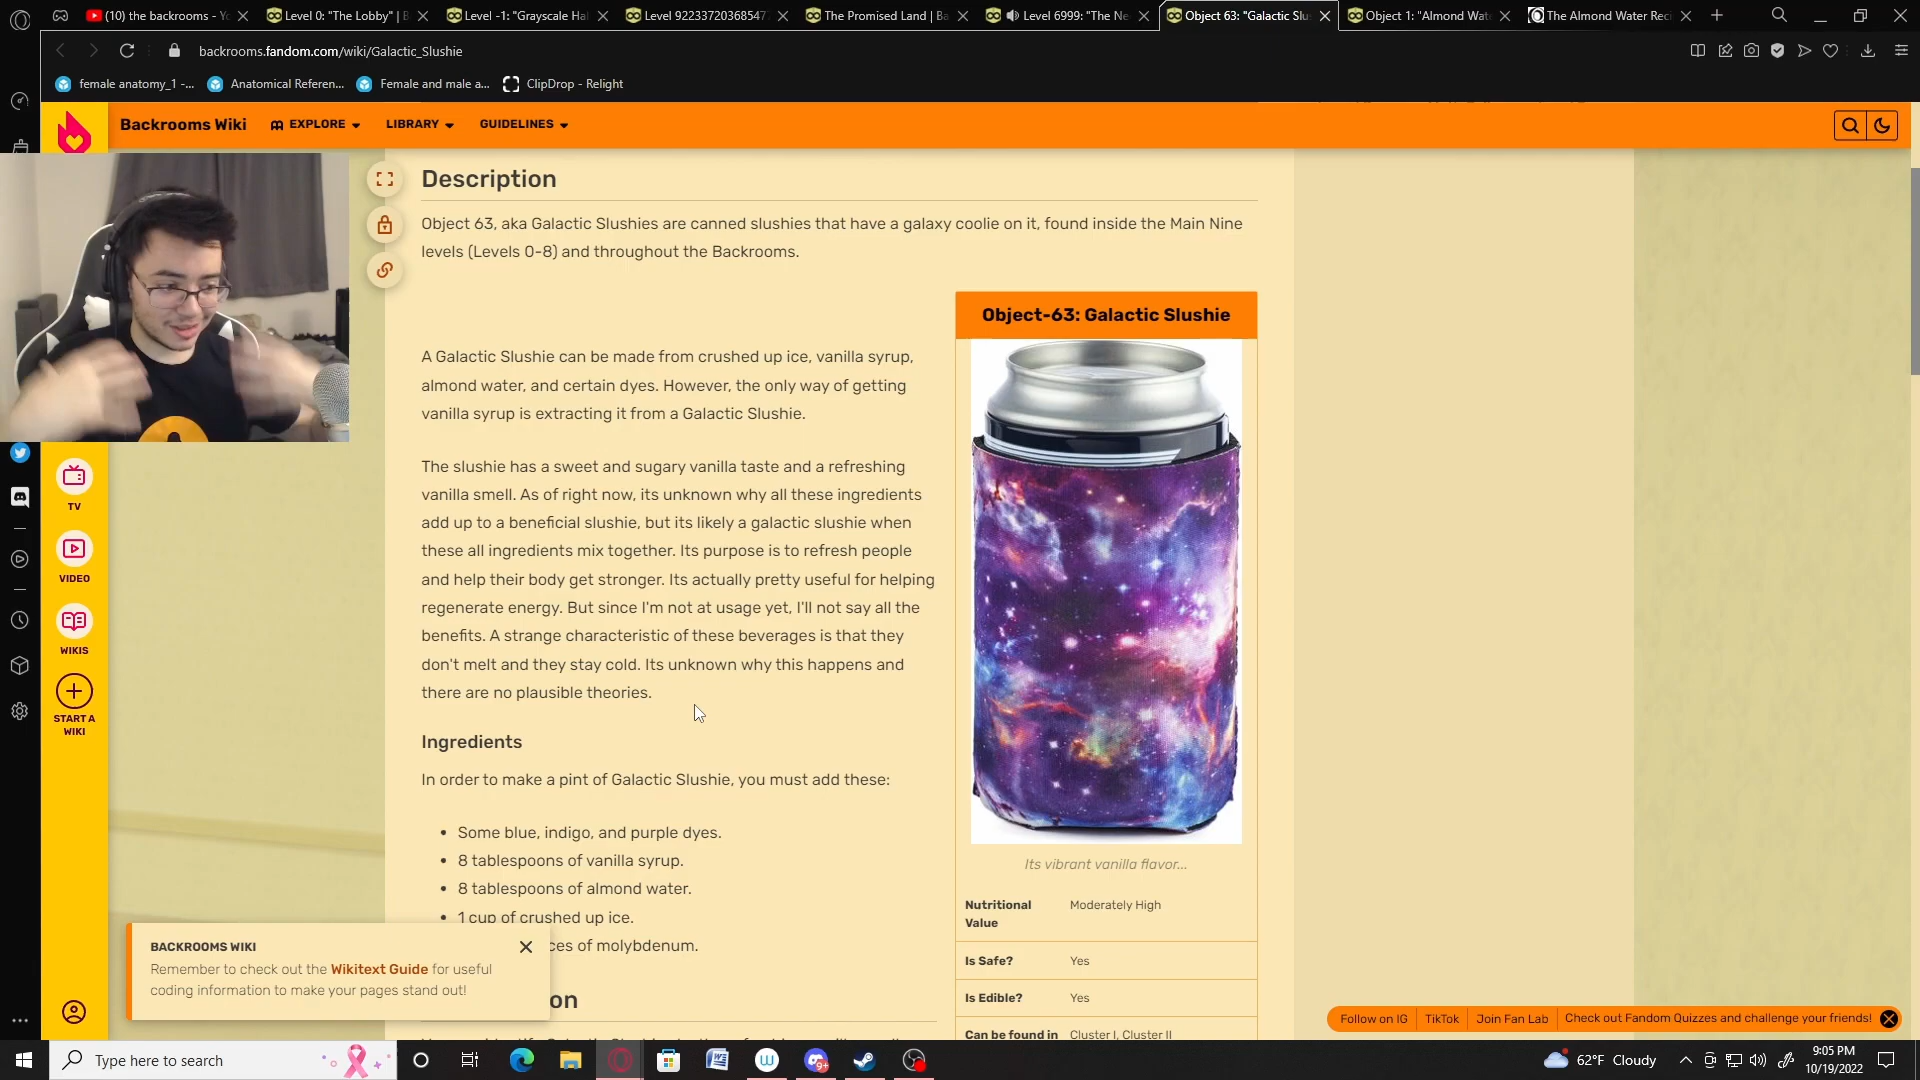 (10) the backrooms - Yo
Level 0: "The Lobby" | B
Level -1: "Grayscale Hal
Level 922337203685477
The Promised Land | Ba
Level 6999: "The Ne
Object 63: "Galactic Slu
Object 1: "Almond Wate
The Almond Water Reci
backrooms.fandom.com/wiki/Galactic_Slushie
female anatomy_1 -...
Anatomical Referen...
Female and male a...
ClipDrop - Relight
Backrooms Wiki
EXPLORE
LIBRARY
GUIDELINES
Description
Object 63, aka Galactic Slushies are canned slushies that have a galaxy coolie on it, found inside the Main Nine
levels (Levels 0-8) and throughout the Backrooms.
Object-63: Galactic Slushie
A Galactic Slushie can be made from crushed up ice, vanilla syrup,
almond water, and certain dyes. However, the only way of getting
vanilla syrup is extracting it from a Galactic Slushie.
The slushie has a sweet and sugary vanilla taste and a refreshing
vanilla smell. As of right now, its unknown why all these ingredients
add up to a beneficial slushie, but its likely a galactic slushie when
these all ingredients mix together. Its purpose is to refresh people
and help their body get stronger. Its actually pretty useful for helping
regenerate energy. But since I'm not at usage yet, I'll not say all the
benefits. A strange characteristic of these beverages is that they
don't melt and they stay cold. Its unknown why this happens and
there are no plausible theories.
Ingredients
In order to make a pint of Galactic Slushie, you must add these:
• Some blue, indigo, and purple dyes.
• 8 tablespoons of vanilla syrup.
• 8 tablespoons of almond water.
• 1 cup of crushed up ice.
ces of molybdenum.
on
Its vibrant vanilla flavor...
Nutritional
Value
Moderately High
Is Safe?
Yes
Is Edible?
Yes
Can be found in
Cluster I, Cluster II
TV
VIDEO
WIKIS
START A
WIKI
BACKROOMS WIKI
Remember to check out the Wikitext Guide for useful
coding information to make your pages stand out!
Follow on IG
TikTok
Join Fan Lab
Check out Fandom Quizzes and challenge your friends!
Type here to search
9+
62°F Cloudy
9:05 PM
10/19/2022